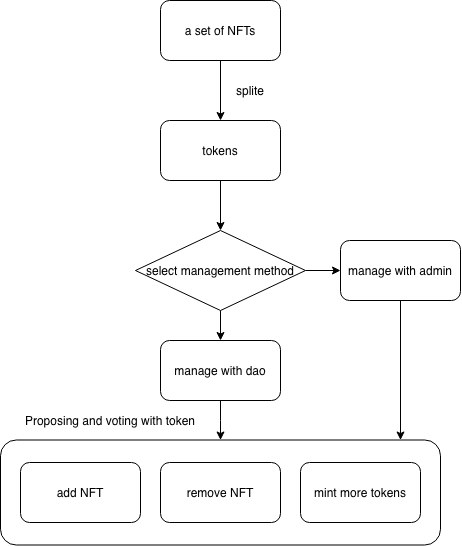 a set of NFTs
splite
tokens
select management method
manage with admin
manage with dao
Proposing and voting with token
add NFT
remove NFT
mint more tokens